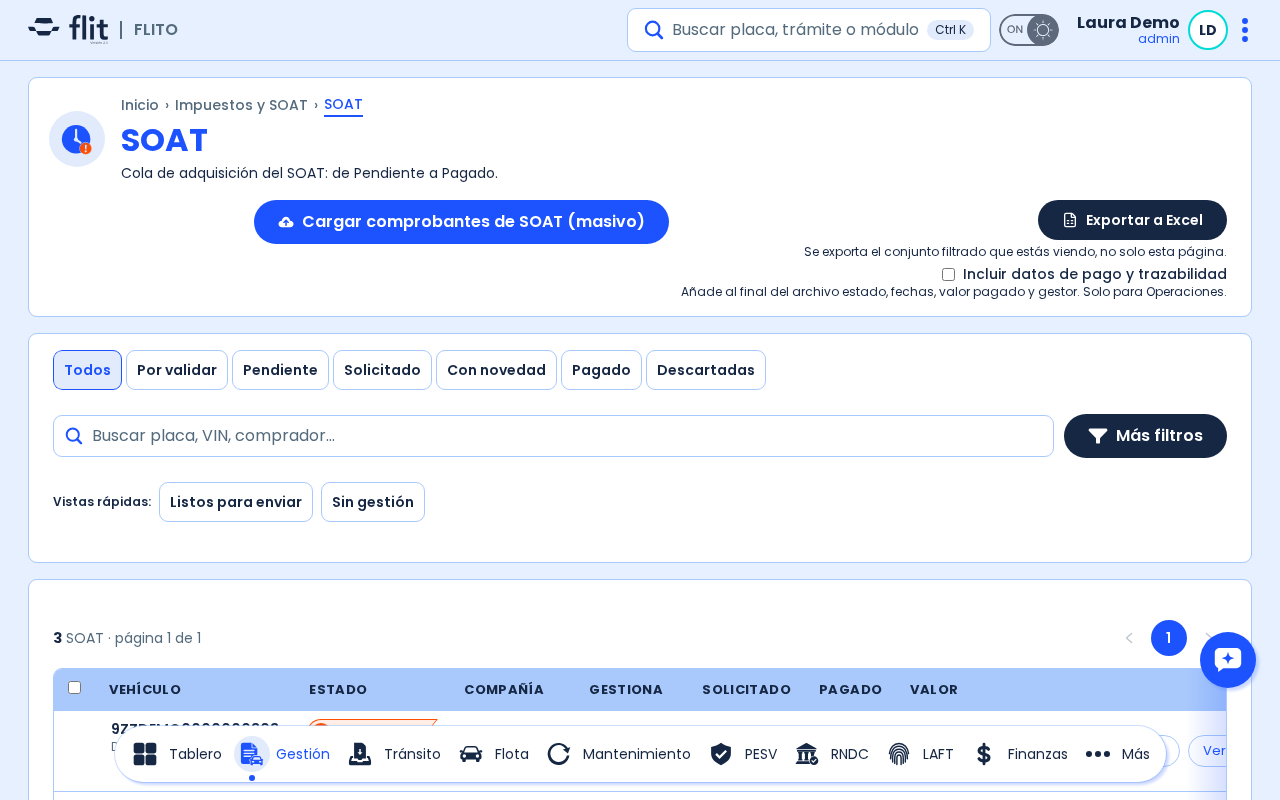 flit | FLITO
Buscar placa, trámite o módulo Ctrl K
ON
Laura Demo
admin
LD
Inicio › Impuestos y SOAT › SOAT
SOAT
Cola de adquisición del SOAT: de Pendiente a Pagado.
Cargar comprobantes de SOAT (masivo)
Exportar a Excel
Se exporta el conjunto filtrado que estás viendo, no solo esta página.
Incluir datos de pago y trazabilidad
Añade al final del archivo estado, fechas, valor pagado y gestor. Solo para Operaciones.
Todos Por validar Pendiente Solicitado Con novedad Pagado Descartadas
Buscar placa, VIN, comprador...
Más filtros
Vistas rápidas: Listos para enviar Sin gestión
3 SOAT · página 1 de 1
1
VEHÍCULO ESTADO COMPAÑÍA GESTIONA SOLICITADO PAGADO VALOR
Ver
Tablero Gestión Tránsito Flota Mantenimiento PESV RNDC LAFT Finanzas Más